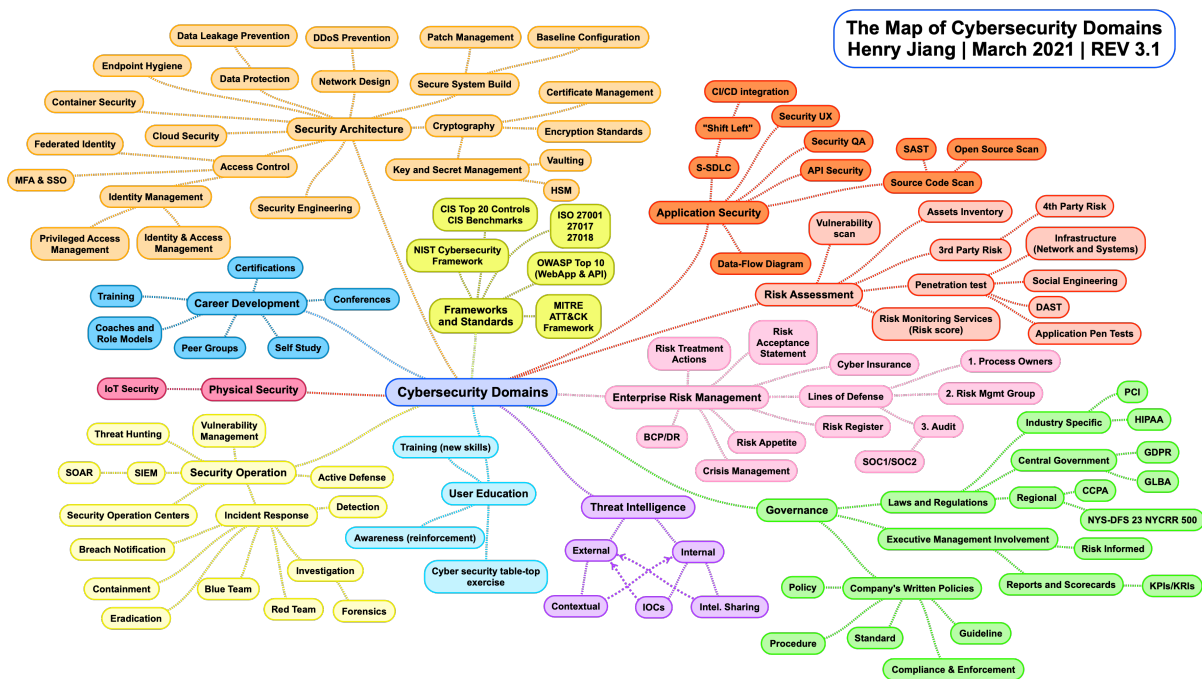 The Map of Cybersecurity Domains
Henry Jiang | March 2021 | REV 3.1
Data Leakage Prevention
DDoS Prevention
Patch Management
Baseline Configuration
Endpoint Hygiene
Data Protection
Network Design
Secure System Build
Container Security
Certificate Management
Security Architecture
Cryptography
Cloud Security
Encryption Standards
Federated Identity
Access Control
Key and Secret Management
Vaulting
HSM
MFA & SSO
Identity Management
Security Engineering
Privileged Access
Management
Identity & Access
Management
CIS Top 20 Controls
CIS Benchmarks
ISO 27001
27017
27018
NIST Cybersecurity
Framework
OWASP Top 10
(WebApp & API)
Frameworks
and Standards
MITRE
ATT&CK
Framework
CI/CD integration
"Shift Left"
S-SDLC
Security UX
Security QA
API Security
SAST
Open Source Scan
Source Code Scan
Application Security
Data-Flow Diagram
Vulnerability
scan
Assets Inventory
4th Party Risk
3rd Party Risk
Infrastructure
(Network and Systems)
Penetration test
Social Engineering
DAST
Application Pen Tests
Risk Assessment
Risk Monitoring Services
(Risk score)
Certifications
Training
Career Development
Conferences
Coaches and
Role Models
Peer Groups
Self Study
IoT Security
Physical Security
Cybersecurity Domains
Risk Treatment
Actions
Risk
Acceptance
Statement
Cyber Insurance
1. Process Owners
Enterprise Risk Management
Lines of Defense
2. Risk Mgmt Group
Risk Register
3. Audit
BCP/DR
Risk Appetite
SOC1/SOC2
Crisis Management
Threat Hunting
Vulnerability
Management
SOAR
SIEM
Security Operation
Active Defense
Security Operation Centers
Incident Response
Detection
Breach Notification
Containment
Eradication
Blue Team
Red Team
Investigation
Forensics
Training (new skills)
User Education
Awareness (reinforcement)
Cyber security table-top
exercise
Threat Intelligence
External
Internal
Contextual
IOCs
Intel. Sharing
PCI
HIPAA
Industry Specific
Central Government
GDPR
GLBA
Laws and Regulations
Regional
CCPA
NYS-DFS 23 NYCRR 500
Governance
Executive Management Involvement
Risk Informed
Reports and Scorecards
KPIs/KRIs
Policy
Company's Written Policies
Procedure
Standard
Guideline
Compliance & Enforcement